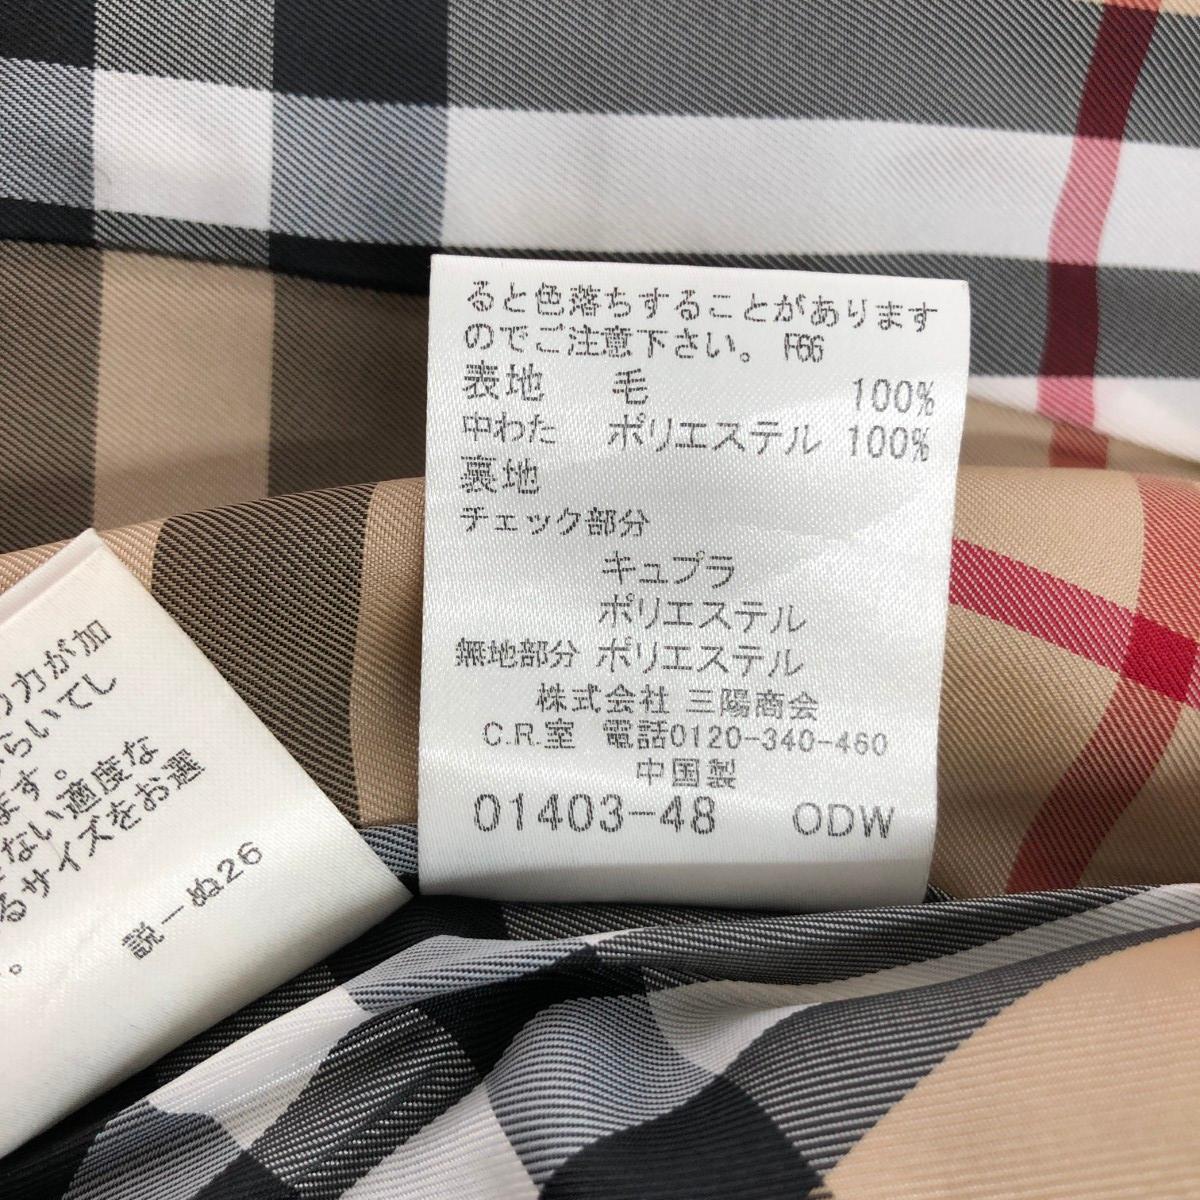 ると色落ちすることがあります
のでご注意下さい。 F66
表地 毛 100%
中わた ポリエステル 100%
裏地
チェック部分
キュプラ
ポリエステル
無地部分 ポリエステル
株式会社 三陽商会
C.R.室 電話0120-340-460
中国製
01403-48 ODW
力が加
らいてし
ます。
ない適度な
るサイズをお選
。
説ーぬ26